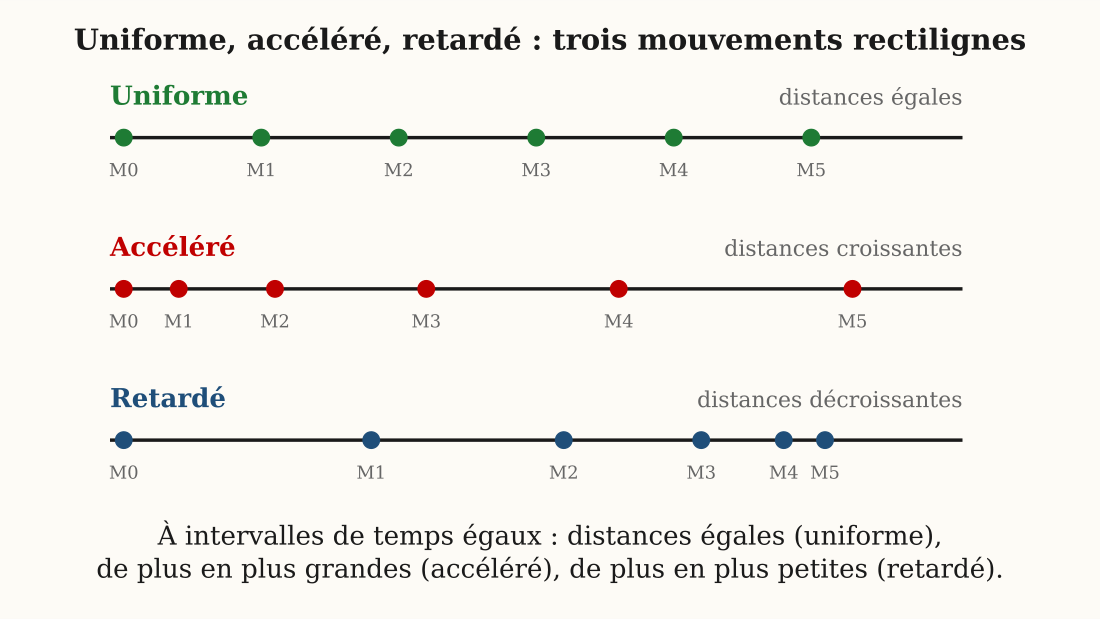 Uniforme, accéléré, retardé : trois mouvements rectilignes
Uniforme
distances égales
M0 M1 M2 M3 M4 M5
Accéléré
distances croissantes
M0 M1 M2 M3 M4 M5
Retardé
distances décroissantes
M0 M1 M2 M3 M4 M5
À intervalles de temps égaux : distances égales (uniforme),
de plus en plus grandes (accéléré), de plus en plus petites (retardé).